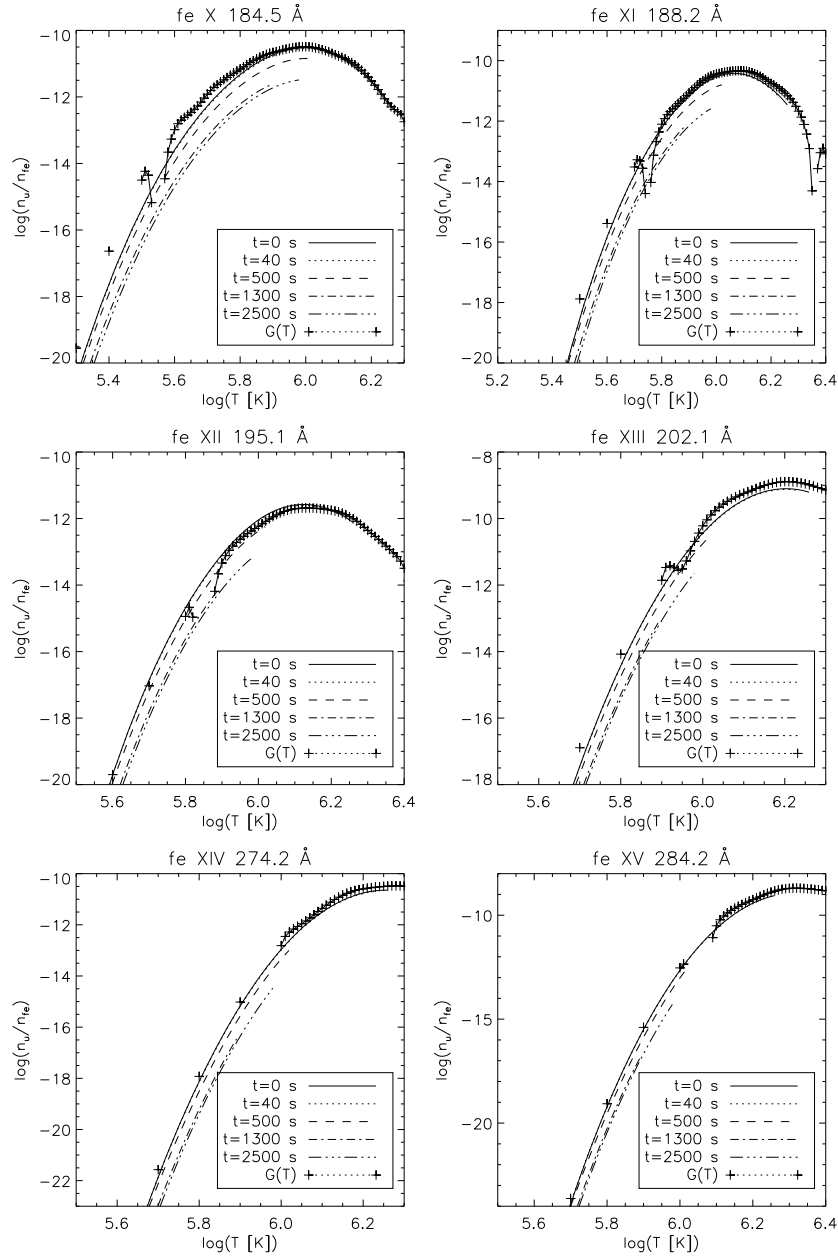 fe X 184.5 Å
log(n_u/n_fe)
-10
-12
-14
-16
-18
-20
t=0 s
t=40 s
t=500 s
t=1300 s
t=2500 s
G(T)
5.4 5.6 5.8 6.0 6.2
log(T [K])
fe XI 188.2 Å
log(n_u/n_fe)
-10
-12
-14
-16
-18
-20
t=0 s
t=40 s
t=500 s
t=1300 s
t=2500 s
G(T)
5.2 5.4 5.6 5.8 6.0 6.2 6.4
log(T [K])
fe XII 195.1 Å
log(n_u/n_fe)
-10
-12
-14
-16
-18
-20
t=0 s
t=40 s
t=500 s
t=1300 s
t=2500 s
G(T)
5.6 5.8 6.0 6.2 6.4
log(T [K])
fe XIII 202.1 Å
log(n_u/n_fe)
-8
-10
-12
-14
-16
-18
t=0 s
t=40 s
t=500 s
t=1300 s
t=2500 s
G(T)
5.6 5.8 6.0 6.2
log(T [K])
fe XIV 274.2 Å
log(n_u/n_fe)
-10
-12
-14
-16
-18
-20
-22
t=0 s
t=40 s
t=500 s
t=1300 s
t=2500 s
G(T)
5.6 5.8 6.0 6.2
log(T [K])
fe XV 284.2 Å
log(n_u/n_fe)
-10
-15
-20
t=0 s
t=40 s
t=500 s
t=1300 s
t=2500 s
G(T)
5.6 5.8 6.0 6.2 6.4
log(T [K])